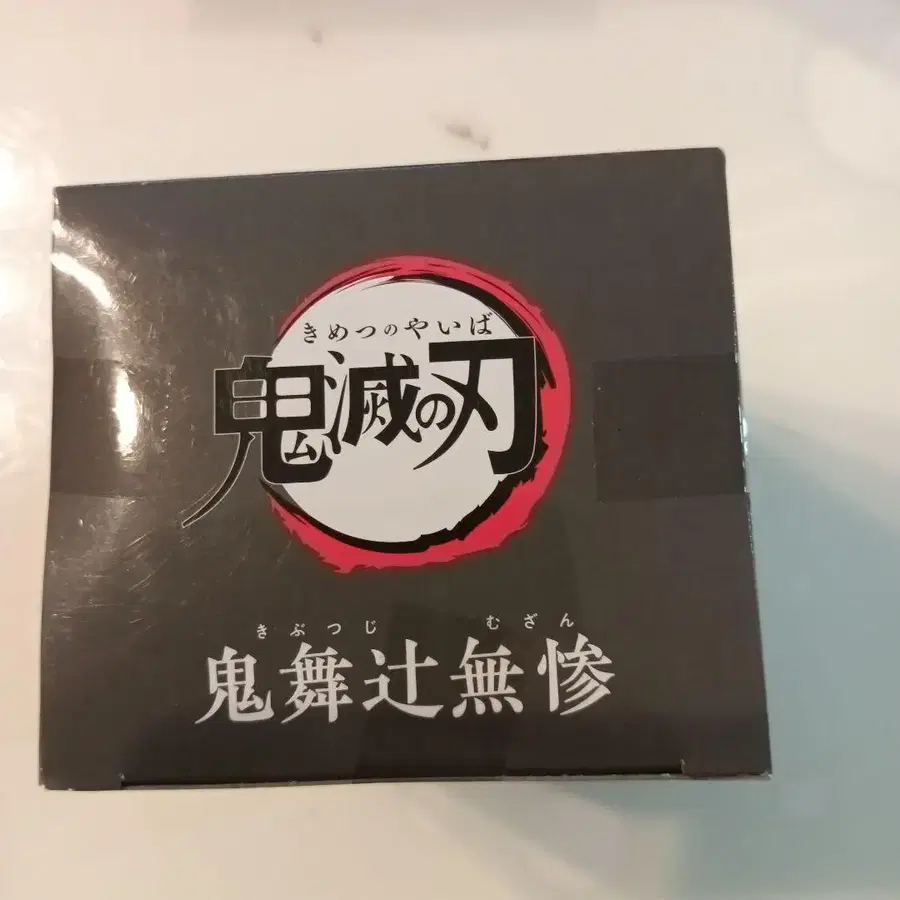 きめつのやいば
鬼滅の刃
きぶつじ むざん
鬼舞辻無惨